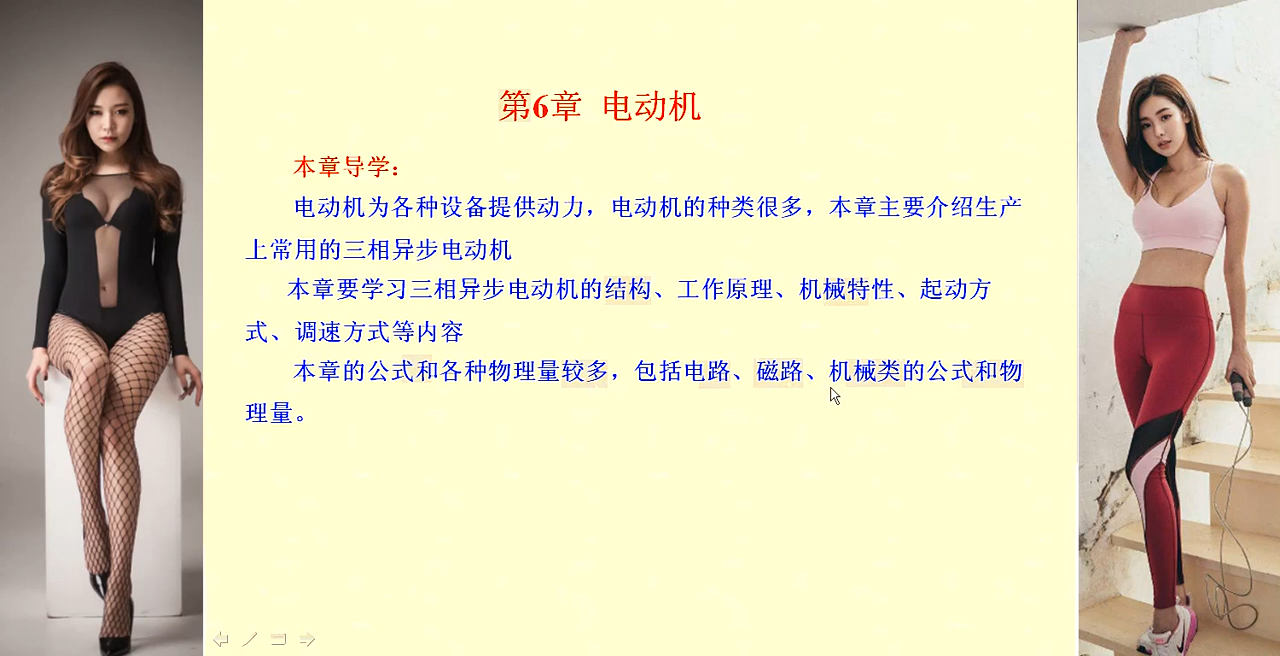 第6章 电动机
本章导学：
电动机为各种设备提供动力，电动机的种类很多，本章主要介绍生产
上常用的三相异步电动机
本章要学习三相异步电动机的结构、工作原理、机械特性、起动方
式、调速方式等内容
本章的公式和各种物理量较多，包括电路、磁路、机械类的公式和物
理量。